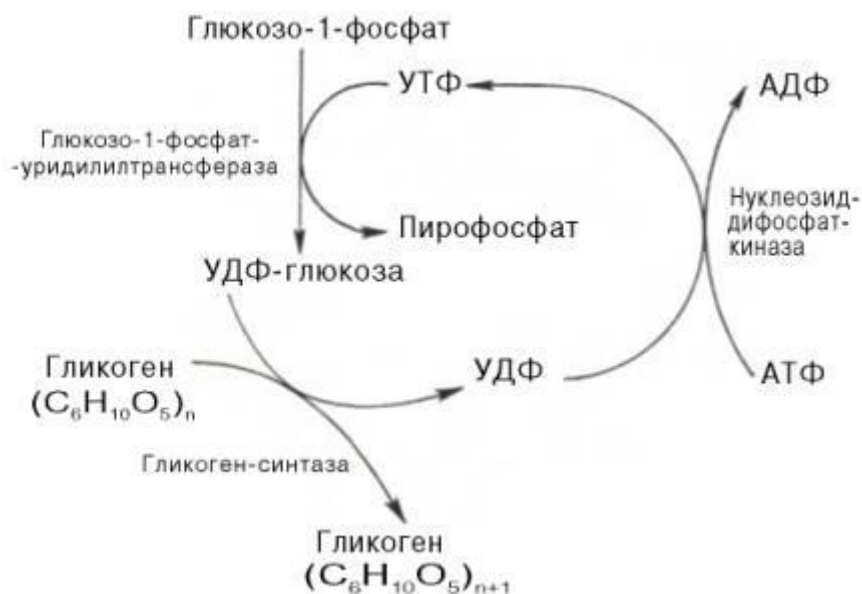 Глюкозо-1-фосфат
УТФ
АДФ
Глюкозо-1-фосфат-
-уридилилтрансфераза
Нуклеозид-
дифосфат-
киназа
Пирофосфат
УДФ-глюкоза
Гликоген
(C₆H₁₀O₅)ₙ
УДФ
АТФ
Гликоген-синтаза
Гликоген
(C₆H₁₀O₅)ₙ₊₁